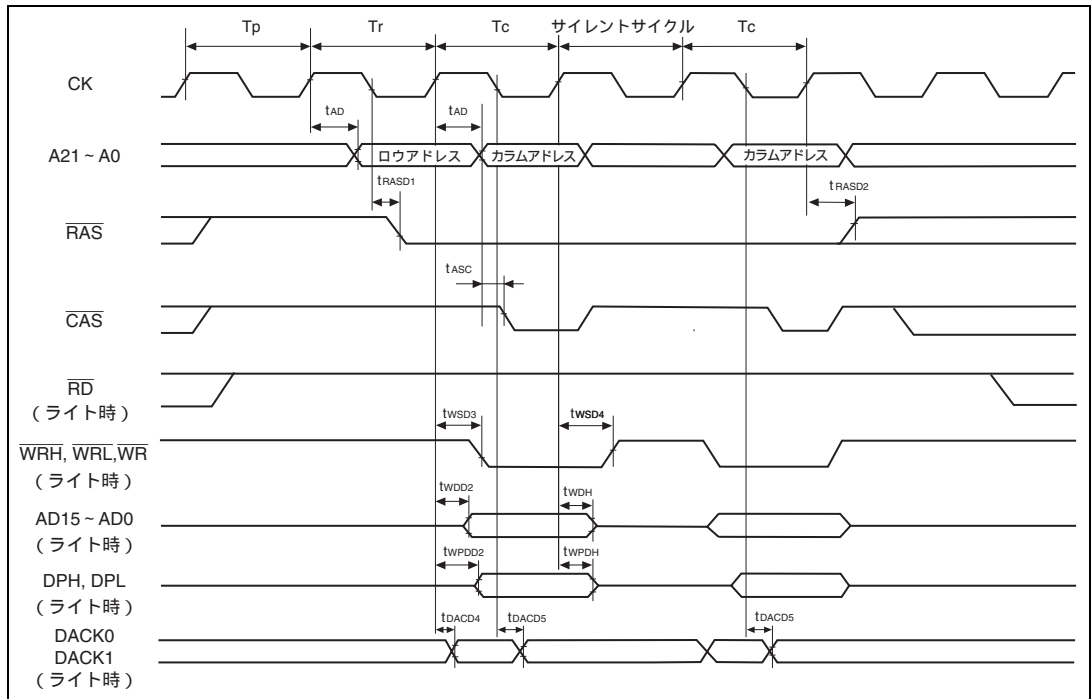 Tp Tr Tc サイレントサイクル Tc
CK
tAD tAD
A21 ~ A0 ロウアドレス カラムアドレス カラムアドレス
tRASD1 tRASD2
RAS
tASC
CAS
RD
(ライト時)
tWSD3 tWSD4
WRH, WRL,WR
(ライト時)
tWDD2 tWDH
AD15 ~ AD0
(ライト時)
tWPDD2 tWPDH
DPH, DPL
(ライト時)
tDACD4 tDACD5 tDACD5
DACK0
DACK1
(ライト時)